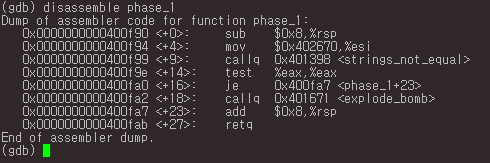 (gdb) disassemble phase_1
Dump of assembler code for function phase_1:
   0x0000000000400f90 <+0>:     sub    $0x8,%rsp
   0x0000000000400f94 <+4>:     mov    $0x402670,%esi
   0x0000000000400f99 <+9>:     callq  0x401398 <strings_not_equal>
   0x0000000000400f9e <+14>:    test   %eax,%eax
   0x0000000000400fa0 <+16>:    je     0x400fa7 <phase_1+23>
   0x0000000000400fa2 <+18>:    callq  0x401671 <explode_bomb>
   0x0000000000400fa7 <+23>:    add    $0x8,%rsp
   0x0000000000400fab <+27>:    retq
End of assembler dump.
(gdb)